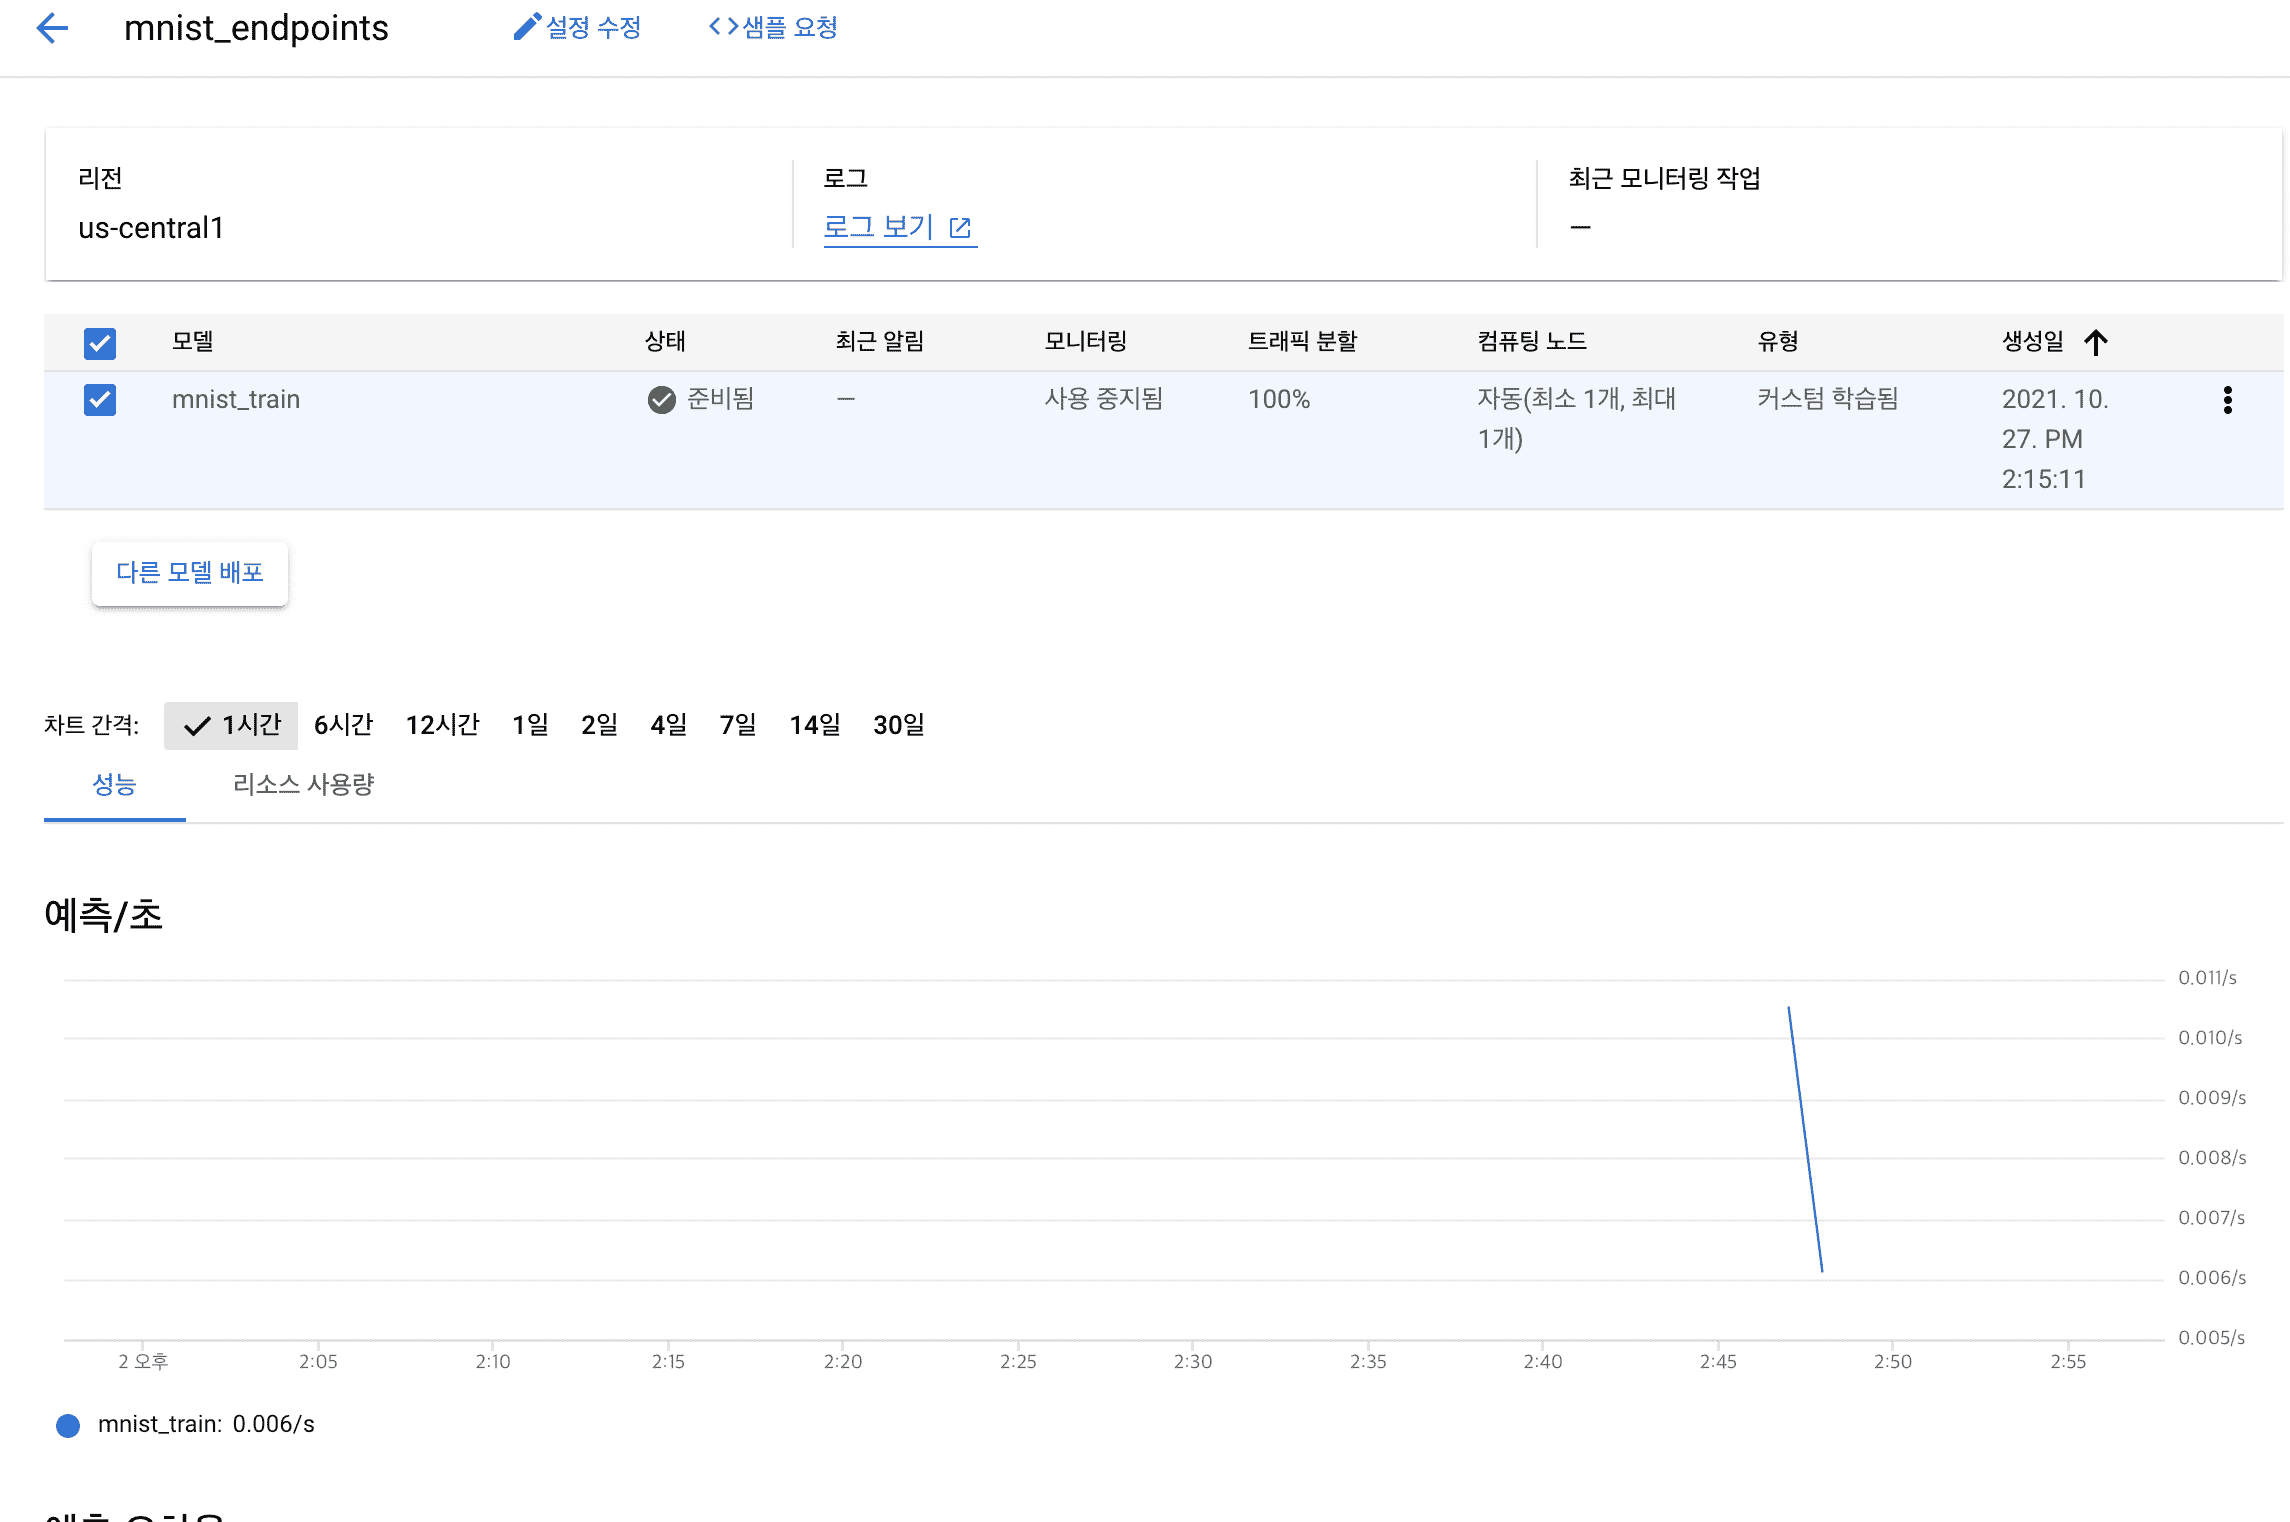 mnist_endpoints 설정 수정 샘플 요청
리전 로그 최근 모니터링 작업
us-central1 로그 보기 —
모델 상태 최근 알림 모니터링 트래픽 분할 컴퓨팅 노드 유형 생성일
mnist_train 준비됨 — 사용 중지됨 100% 자동(최소 1개, 최대 커스텀 학습됨 2021. 10.
1개) 27. PM
2:15:11
다른 모델 배포
차트 간격: 1시간 6시간 12시간 1일 2일 4일 7일 14일 30일
성능 리소스 사용량
예측/초
0.011/s
0.010/s
0.009/s
0.008/s
0.007/s
0.006/s
0.005/s
2 오후 2:05 2:10 2:15 2:20 2:25 2:30 2:35 2:40 2:45 2:50 2:55
mnist_train: 0.006/s